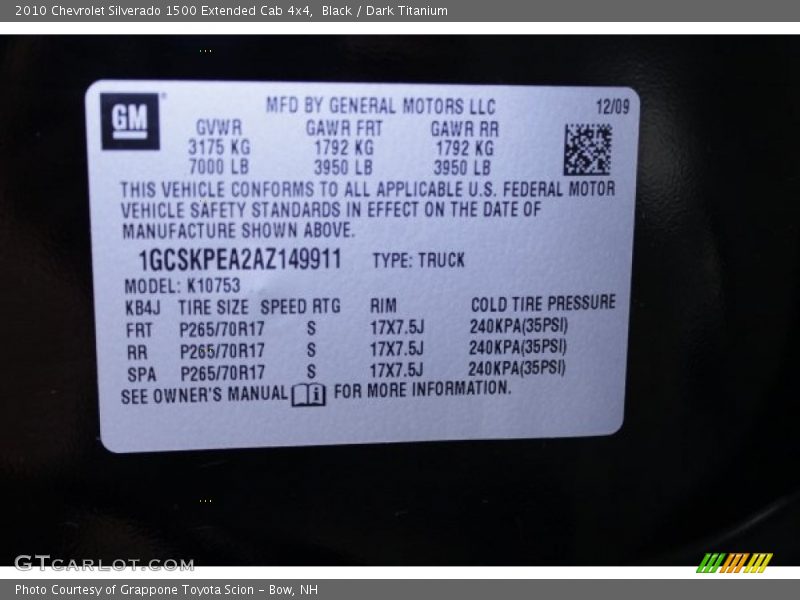 2010 Chevrolet Silverado 1500 Extended Cab 4x4,  Black / Dark Titanium
GM
MFD BY GENERAL MOTORS LLC 12/09
GVWR GAWR FRT GAWR RR
3175 KG 1792 KG 1792 KG
7000 LB 3950 LB 3950 LB
THIS VEHICLE CONFORMS TO ALL APPLICABLE U.S. FEDERAL MOTOR
VEHICLE SAFETY STANDARDS IN EFFECT ON THE DATE OF
MANUFACTURE SHOWN ABOVE.
1GCSKPEA2AZ149911 TYPE: TRUCK
MODEL: K10753
KB4J TIRE SIZE SPEED RTG RIM COLD TIRE PRESSURE
FRT P265/70R17 S 17X7.5J 240KPA(35PSI)
RR P265/70R17 S 17X7.5J 240KPA(35PSI)
SPA P265/70R17 S 17X7.5J 240KPA(35PSI)
SEE OWNER'S MANUAL i FOR MORE INFORMATION.
GTCARLOT.COM
Photo Courtesy of Grappone Toyota Scion - Bow, NH